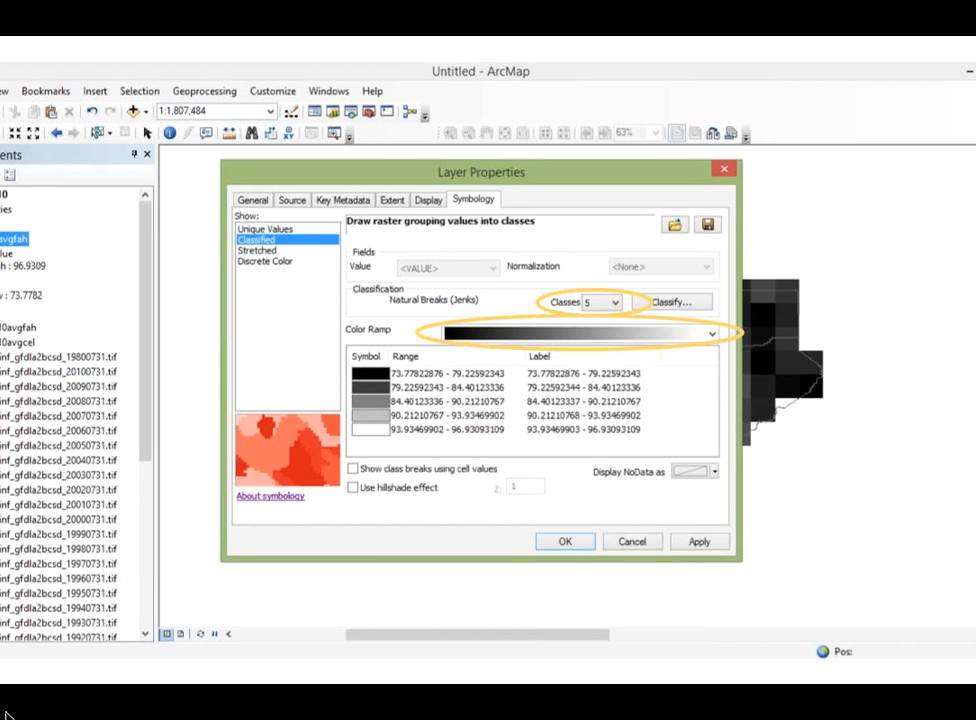 Untitled - ArcMap
Bookmarks Insert Selection Geoprocessing Customize Windows Help
1:1,807,484
63%
Layer Properties
General Source Key Metadata Extent Display Symbology
Show:
Unique Values
Classified
Stretched
Discrete Color
About symbology
Draw raster grouping values into classes
Fields
Value <VALUE> Normalization <None>
Classification
Natural Breaks (Jenks) Classes 5 Classify...
Color Ramp
Symbol Range Label
73.77822876 - 79.22592343 73.77822876 - 79.22592343
79.22592343 - 84.40123336 79.22592344 - 84.40123336
84.40123336 - 90.21210767 84.40123337 - 90.21210767
90.21210767 - 93.93469902 90.21210768 - 93.93469902
93.93469902 - 96.93093109 93.93469903 - 96.93093109
Show class breaks using cell values
Display NoData as
Use hillshade effect Z: 1
OK Cancel Apply
ents
10
ies
avgfah
lue
h : 96.9309
w : 73.7782
10avgfah
10avgcel
inf_gfdla2bcsd_19800731.tif
inf_gfdla2bcsd_20100731.tif
inf_gfdla2bcsd_20090731.tif
inf_gfdla2bcsd_20080731.tif
inf_gfdla2bcsd_20070731.tif
inf_gfdla2bcsd_20060731.tif
inf_gfdla2bcsd_20050731.tif
inf_gfdla2bcsd_20040731.tif
inf_gfdla2bcsd_20030731.tif
inf_gfdla2bcsd_20020731.tif
inf_gfdla2bcsd_20010731.tif
inf_gfdla2bcsd_20000731.tif
inf_gfdla2bcsd_19990731.tif
inf_gfdla2bcsd_19980731.tif
inf_gfdla2bcsd_19970731.tif
inf_gfdla2bcsd_19960731.tif
inf_gfdla2bcsd_19950731.tif
inf_gfdla2bcsd_19940731.tif
inf_gfdla2bcsd_19930731.tif
inf_gfdla2bcsd_19920731.tif
Pos: